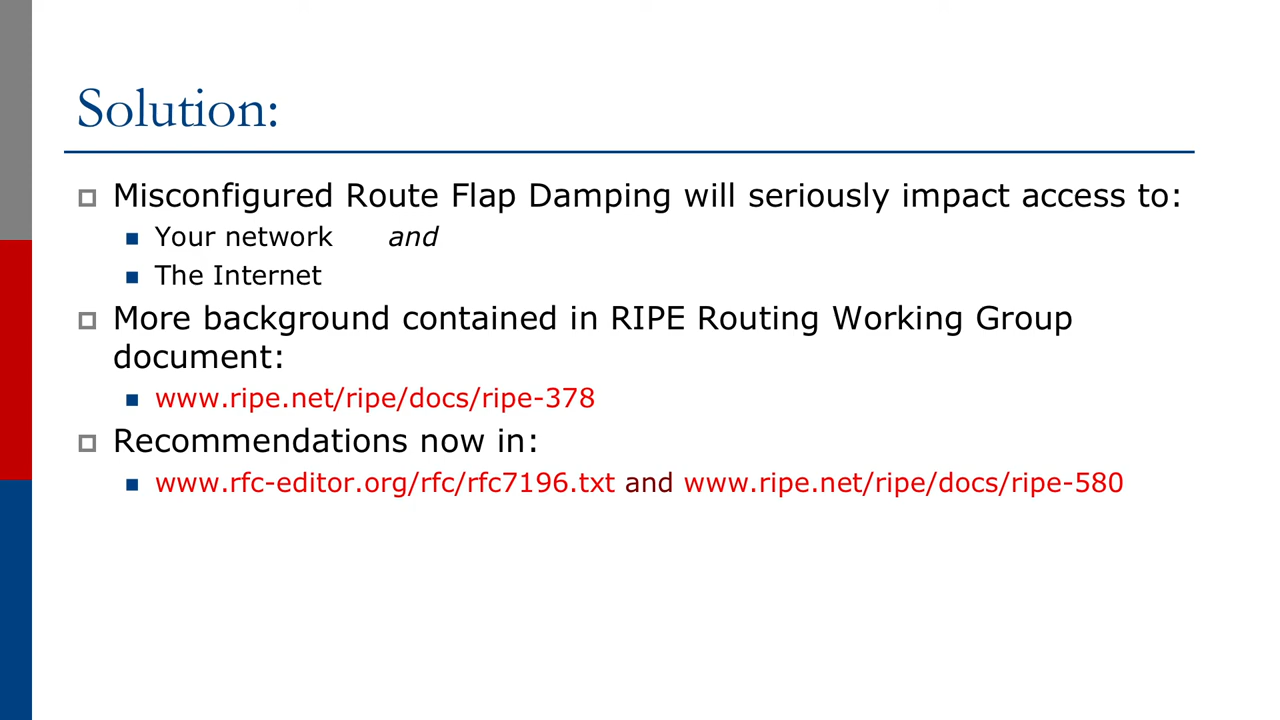 Solution:
Misconfigured Route Flap Damping will seriously impact access to:
Your network and
The Internet
More background contained in RIPE Routing Working Group
document:
www.ripe.net/ripe/docs/ripe-378
Recommendations now in:
www.rfc-editor.org/rfc/rfc7196.txt and www.ripe.net/ripe/docs/ripe-580